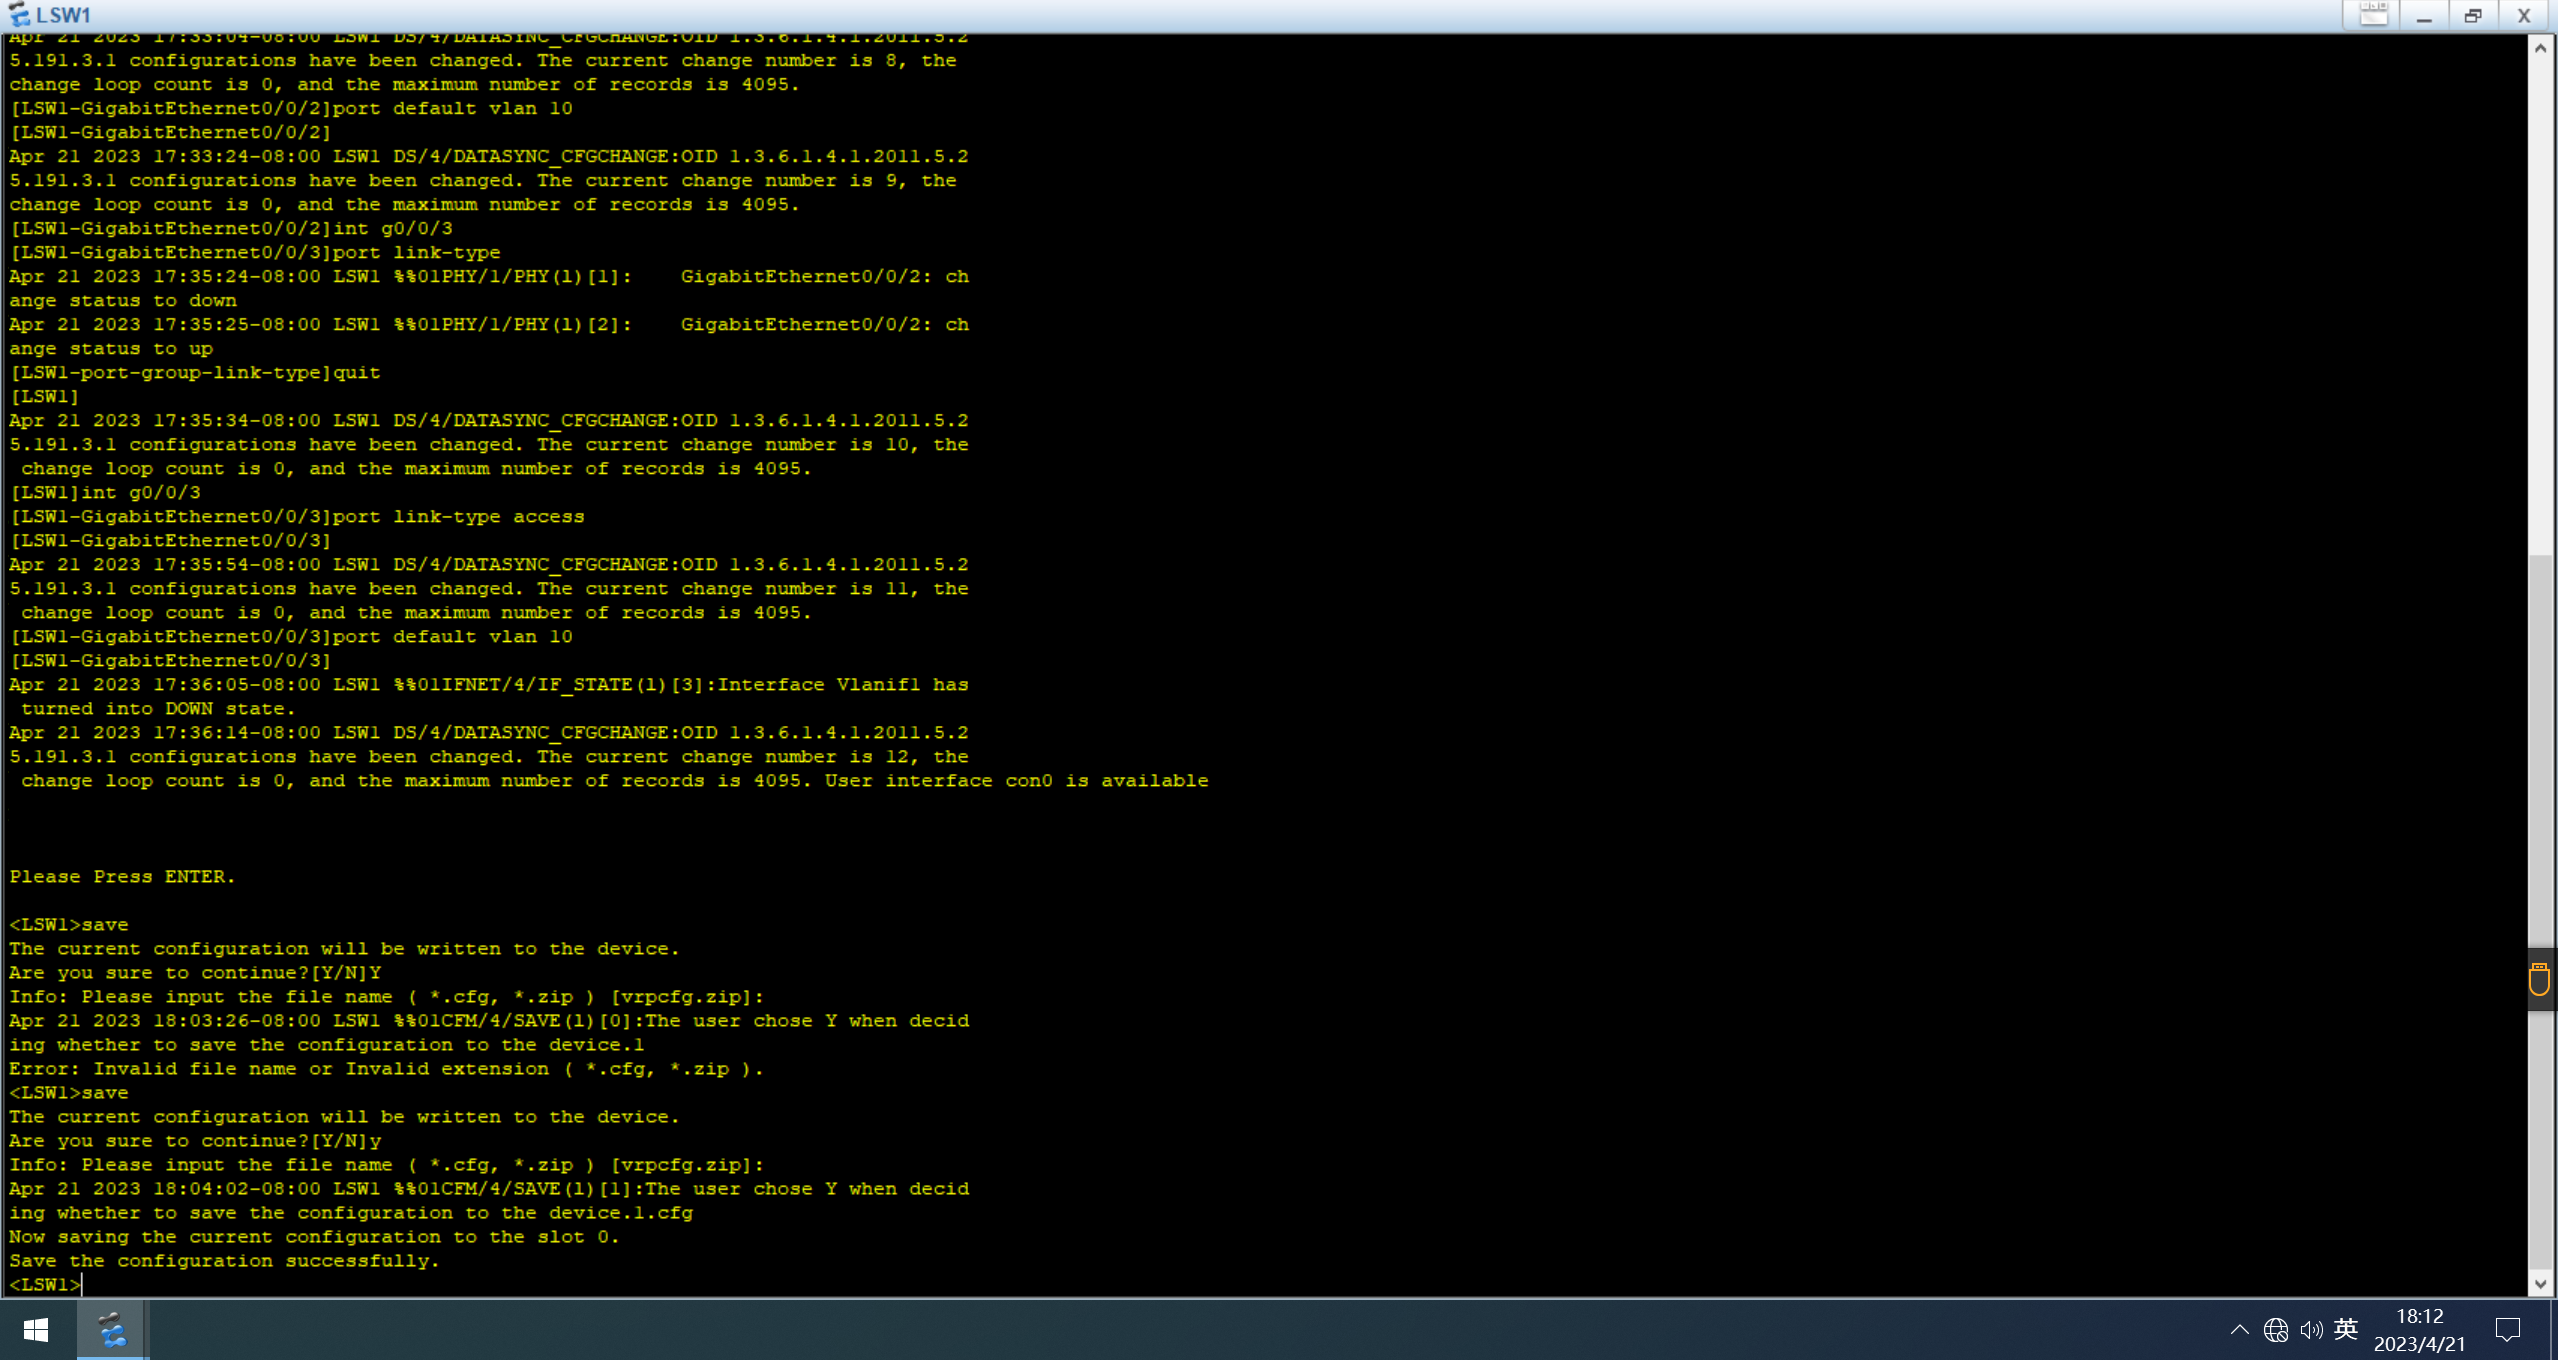 LSW1
Apr 21 2023 17:33:04-08:00 LSW1 DS/4/DATASYNC_CFGCHANGE:OID 1.3.6.1.4.1.2011.5.2
5.191.3.1 configurations have been changed. The current change number is 8, the
change loop count is 0, and the maximum number of records is 4095.
[LSW1-GigabitEthernet0/0/2]port default vlan 10
[LSW1-GigabitEthernet0/0/2]
Apr 21 2023 17:33:24-08:00 LSW1 DS/4/DATASYNC_CFGCHANGE:OID 1.3.6.1.4.1.2011.5.2
5.191.3.1 configurations have been changed. The current change number is 9, the
change loop count is 0, and the maximum number of records is 4095.
[LSW1-GigabitEthernet0/0/2]int g0/0/3
[LSW1-GigabitEthernet0/0/3]port link-type
Apr 21 2023 17:35:24-08:00 LSW1 %%01PHY/1/PHY(l)[1]:    GigabitEthernet0/0/2: ch
ange status to down
Apr 21 2023 17:35:25-08:00 LSW1 %%01PHY/1/PHY(l)[2]:    GigabitEthernet0/0/2: ch
ange status to up
[LSW1-port-group-link-type]quit
[LSW1]
Apr 21 2023 17:35:34-08:00 LSW1 DS/4/DATASYNC_CFGCHANGE:OID 1.3.6.1.4.1.2011.5.2
5.191.3.1 configurations have been changed. The current change number is 10, the
 change loop count is 0, and the maximum number of records is 4095.
[LSW1]int g0/0/3
[LSW1-GigabitEthernet0/0/3]port link-type access
[LSW1-GigabitEthernet0/0/3]
Apr 21 2023 17:35:54-08:00 LSW1 DS/4/DATASYNC_CFGCHANGE:OID 1.3.6.1.4.1.2011.5.2
5.191.3.1 configurations have been changed. The current change number is 11, the
 change loop count is 0, and the maximum number of records is 4095.
[LSW1-GigabitEthernet0/0/3]port default vlan 10
[LSW1-GigabitEthernet0/0/3]
Apr 21 2023 17:36:05-08:00 LSW1 %%01IFNET/4/IF_STATE(l)[3]:Interface Vlanif1 has
 turned into DOWN state.
Apr 21 2023 17:36:14-08:00 LSW1 DS/4/DATASYNC_CFGCHANGE:OID 1.3.6.1.4.1.2011.5.2
5.191.3.1 configurations have been changed. The current change number is 12, the
 change loop count is 0, and the maximum number of records is 4095. User interface con0 is available
Please Press ENTER.
<LSW1>save
The current configuration will be written to the device.
Are you sure to continue?[Y/N]Y
Info: Please input the file name ( *.cfg, *.zip ) [vrpcfg.zip]:
Apr 21 2023 18:03:26-08:00 LSW1 %%01CFM/4/SAVE(l)[0]:The user chose Y when decid
ing whether to save the configuration to the device.1
Error: Invalid file name or Invalid extension ( *.cfg, *.zip ).
<LSW1>save
The current configuration will be written to the device.
Are you sure to continue?[Y/N]y
Info: Please input the file name ( *.cfg, *.zip ) [vrpcfg.zip]:
Apr 21 2023 18:04:02-08:00 LSW1 %%01CFM/4/SAVE(l)[1]:The user chose Y when decid
ing whether to save the configuration to the device.1.cfg
Now saving the current configuration to the slot 0.
Save the configuration successfully.
<LSW1>
英
18:12
2023/4/21